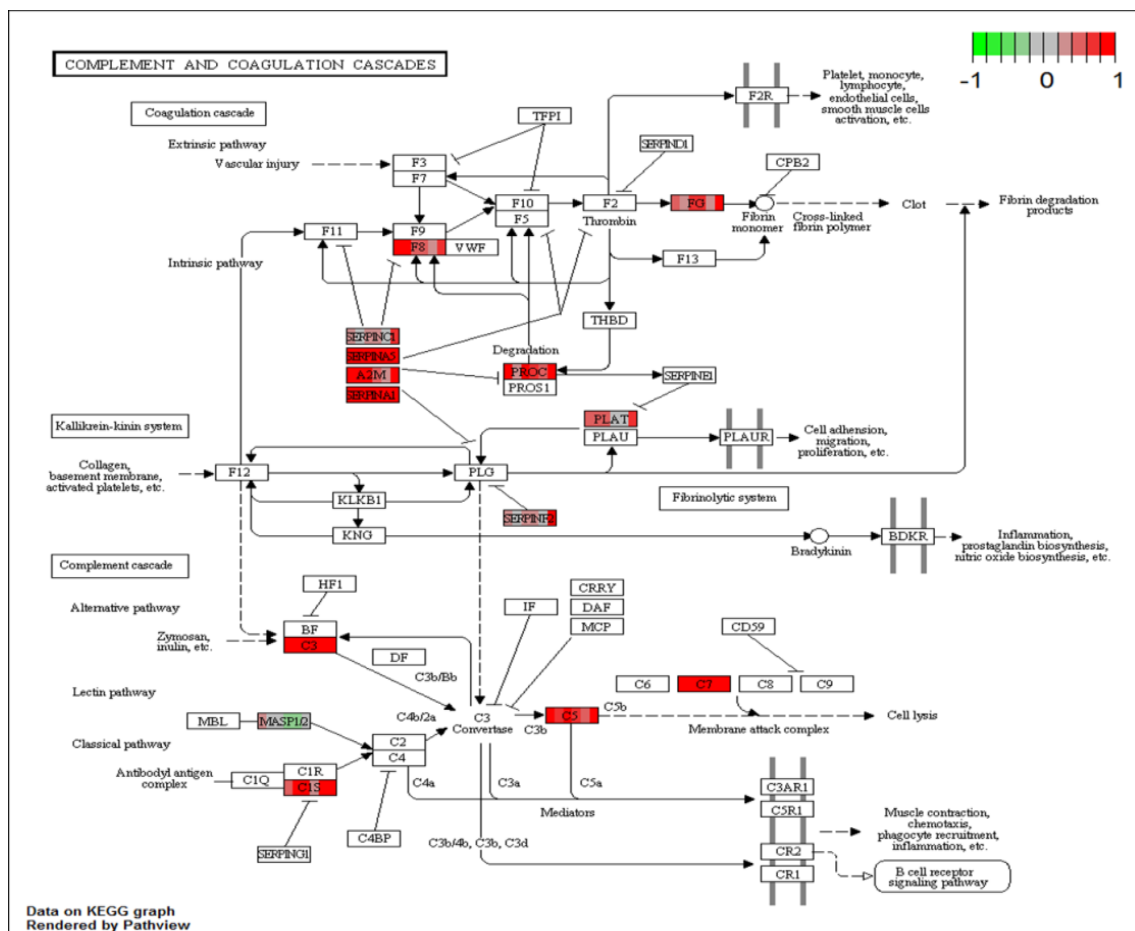 COMPLEMENT AND COAGULATION CASCADES
-1 0 1
Coagulation cascade
Extrinsic pathway
Vascular injury
F3
F7
TFPI
F2R
Platelet, monocyte,
lymphocyte,
endothelial cells,
smooth muscle cells
activation, etc.
SERPIND1
CPB2
F10
F5
F2
Thrombin
FG
Fibrin
monomer
Cross-linked
fibrin polymer
Clot
Fibrin degradation
products
F11
F9
F8
VWF
Intrinsic pathway
F13
THBD
SERPINC1
SERPINA5
A2M
SERPINA1
Degradation
PROC
PROS1
SERPINE1
PLAT
PLAU
PLAUR
Cell adhension,
migration,
proliferation, etc.
Kallikrein-kinin system
Collagen,
basement membrane,
activated platelets, etc.
F12
PLG
KLKB1
KNG
SERPINF2
Fibrinolytic system
Bradykinin
BDKR
Inflammation,
prostaglandin biosynthesis,
nitric oxide biosynthesis, etc.
Complement cascade
Alternative pathway
Zymosan,
inulin, etc.
HF1
BF
C3
DF
C3b/Bb
IF
CRRY
DAF
MCP
CD59
C6
C7
C8
C9
Lectin pathway
MBL
MASP1/2
C4b/2a
C3
Convertase
C3b
C5
C5b
Membrane attack complex
Cell lysis
Classical pathway
Antibodyl antigen
complex
C1Q
C1R
C1S
C2
C4
C4a
C3a
C5a
Mediators
SERPING1
C4BP
C3b/4b, C3b, C3d
C3AR1
C5R1
CR2
CR1
Muscle contraction,
chemotaxis,
phagocyte recruitment,
inflammation, etc.
B cell receptor
signaling pathway
Data on KEGG graph
Rendered by Pathview